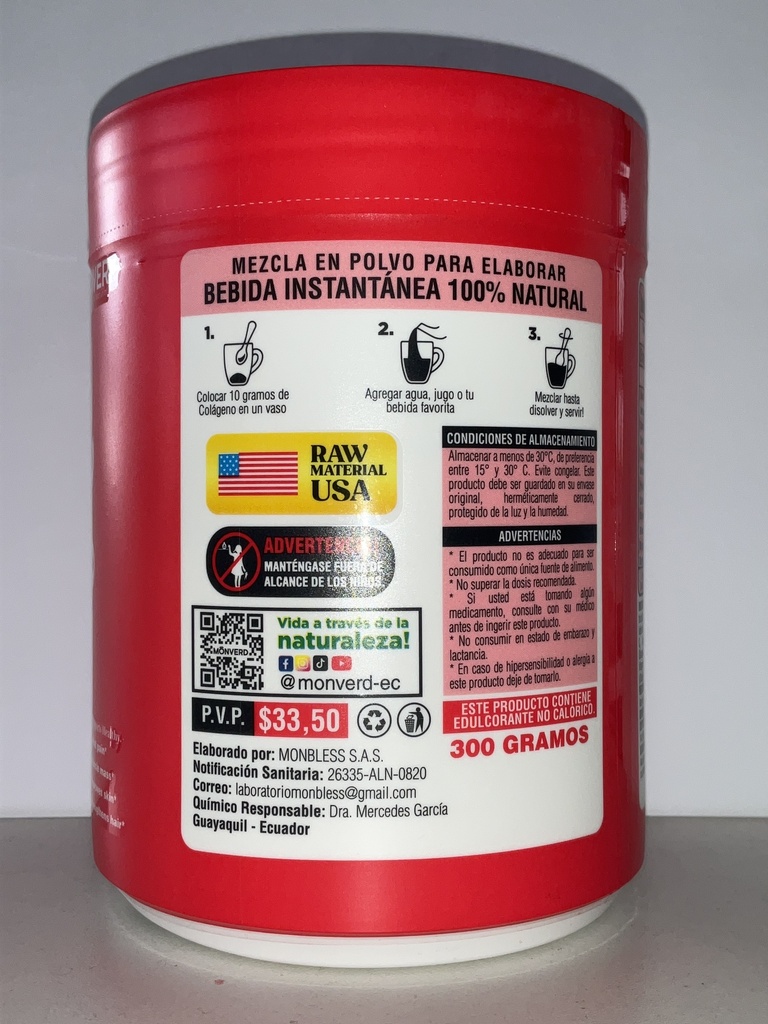 MEZCLA EN POLVO PARA ELABORAR
BEBIDA INSTANTÁNEA 100% NATURAL
1.
Colocar 10 gramos de
Colágeno en un vaso
2.
Agregar agua, jugo o tu
bebida favorita
3.
Mezclar hasta
disolver y servir!
RAW
MATERIAL
USA
ADVERTENCIA
MANTÉNGASE FUERA DE
ALCANCE DE LOS NIÑOS
MONVERD
Vida a través de la
naturaleza!
@monverd-ec
P.V.P. $33,50
CONDICIONES DE ALMACENAMIENTO
Almacenar a menos de 30°C, de preferencia
entre 15° y 30° C. Evite congelar. Este
producto debe ser guardado en su envase
original, herméticamente cerrado,
protegido de la luz y la humedad.
ADVERTENCIAS
* El producto no es adecuado para ser
consumido como única fuente de alimento.
* No superar la dosis recomendada.
* Si usted está tomando algún
medicamento, consulte con su médico
antes de ingerir este producto.
* No consumir en estado de embarazo y
lactancia.
* En caso de hipersensibilidad o alergia a
este producto deje de tomarlo.
ESTE PRODUCTO CONTIENE
EDULCORANTE NO CALÓRICO.
300 GRAMOS
Elaborado por: MONBLESS S.A.S.
Notificación Sanitaria: 26335-ALN-0820
Correo: laboratoriomonbless@gmail.com
Químico Responsable: Dra. Mercedes García
Guayaquil - Ecuador